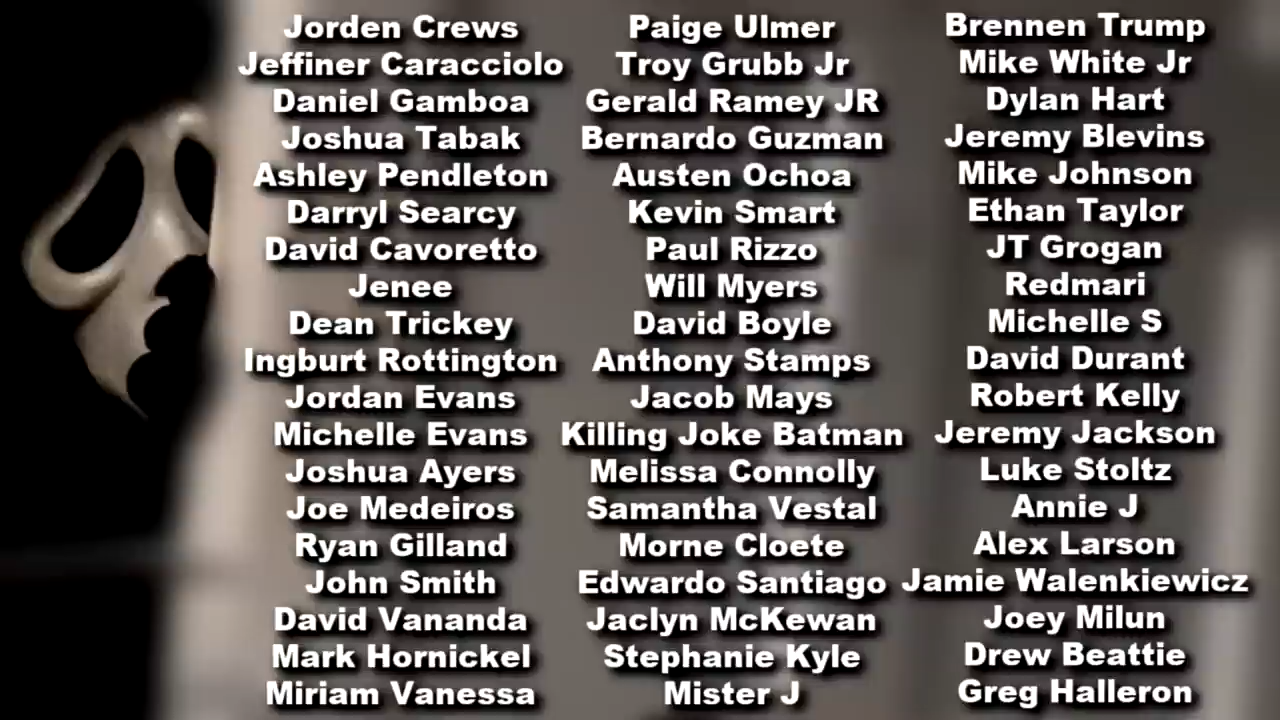 Jorden Crews
Jeffiner Caracciolo
Daniel Gamboa
Joshua Tabak
Ashley Pendleton
Darryl Searcy
David Cavoretto
Jenee
Dean Trickey
Ingburt Rottington
Jordan Evans
Michelle Evans
Joshua Ayers
Joe Medeiros
Ryan Gilland
John Smith
David Vananda
Mark Hornickel
Miriam Vanessa
Paige Ulmer
Troy Grubb Jr
Gerald Ramey JR
Bernardo Guzman
Austen Ochoa
Kevin Smart
Paul Rizzo
Will Myers
David Boyle
Anthony Stamps
Jacob Mays
Killing Joke Batman
Melissa Connolly
Samantha Vestal
Morne Cloete
Edwardo Santiago
Jaclyn McKewan
Stephanie Kyle
Mister J
Brennen Trump
Mike White Jr
Dylan Hart
Jeremy Blevins
Mike Johnson
Ethan Taylor
JT Grogan
Redmari
Michelle S
David Durant
Robert Kelly
Jeremy Jackson
Luke Stoltz
Annie J
Alex Larson
Jamie Walenkiewicz
Joey Milun
Drew Beattie
Greg Halleron